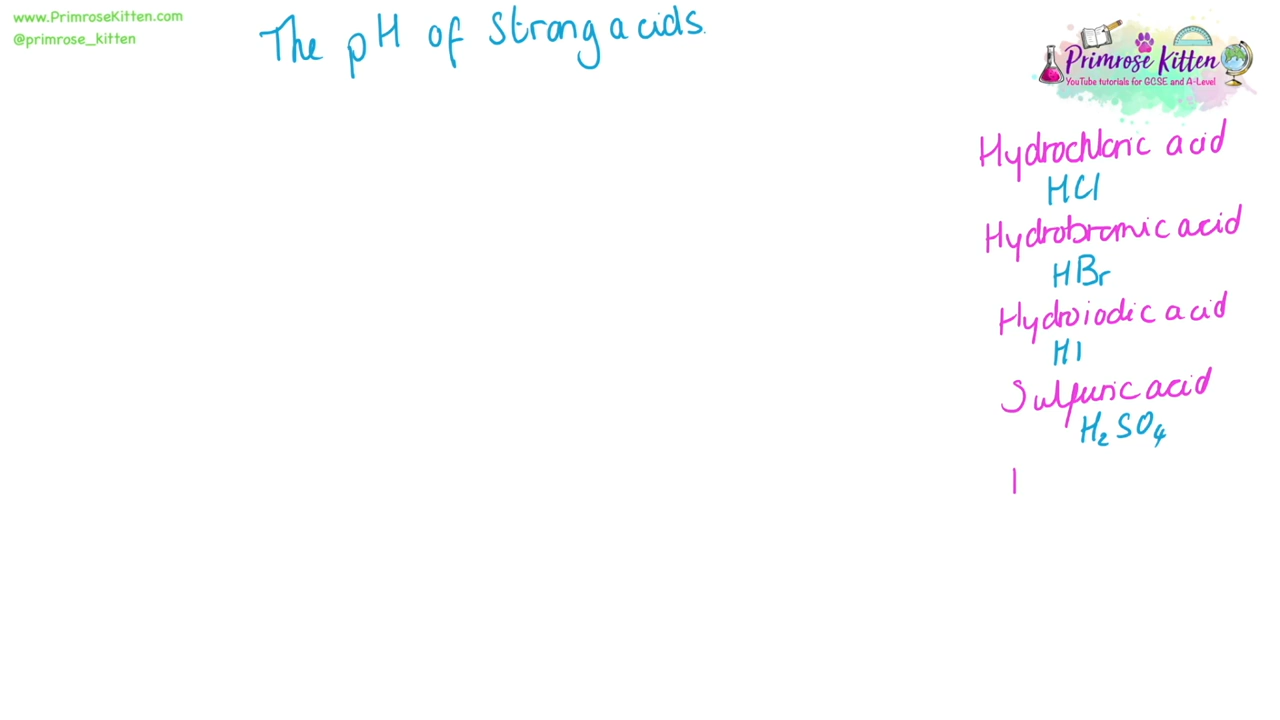 www.PrimroseKitten.com
@primrose_kitten
The pH of Strong acids.
Primrose Kitten
YouTube tutorials for GCSE and A-Level
Hydrochloric acid
HCl
Hydrobromic acid
HBr
Hydroiodic acid
HI
Sulfuric acid
H₂SO₄